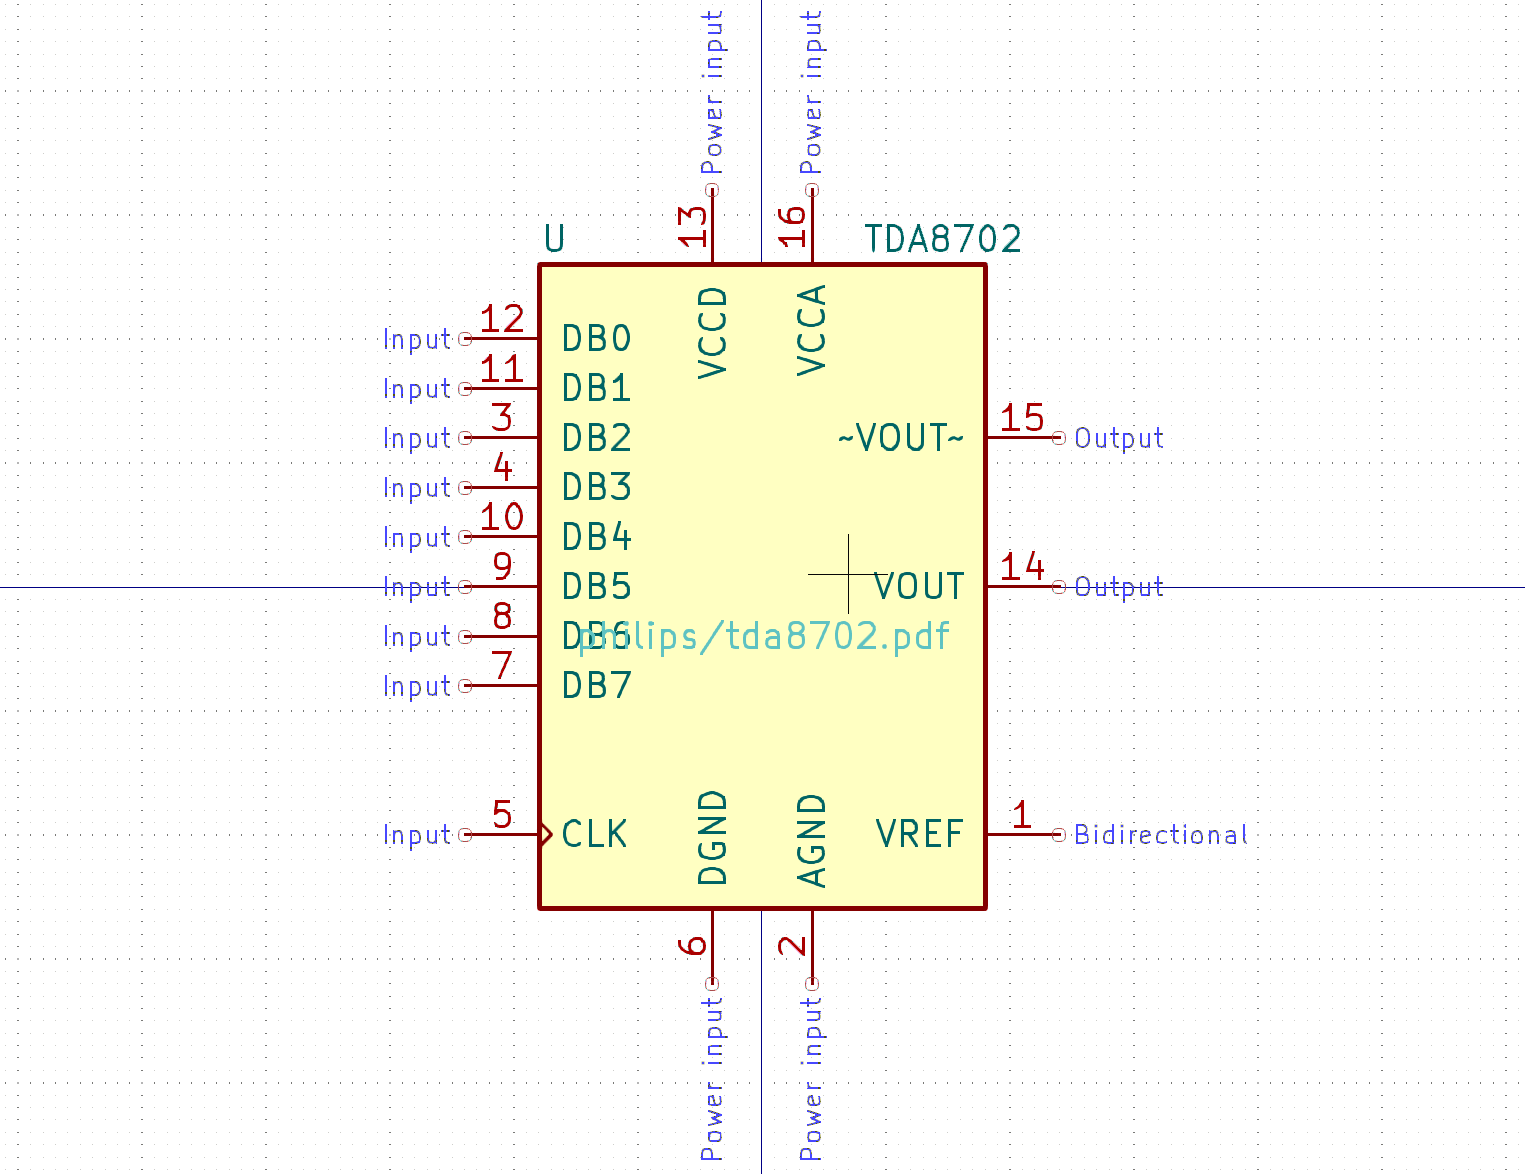 Power input
Power input
13
16
U
TDA8702
VCCD
VCCA
Input 12 DB0
Input 11 DB1
Input 3 DB2
~VOUT~ 15 Output
Input 4 DB3
Input 10 DB4
Input 9 DB5
VOUT 14 Output
Input 8 DB6
philips/tda8702.pdf
Input 7 DB7
Input 5 CLK
DGND
AGND
VREF 1 Bidirectional
6
2
Power input
Power input